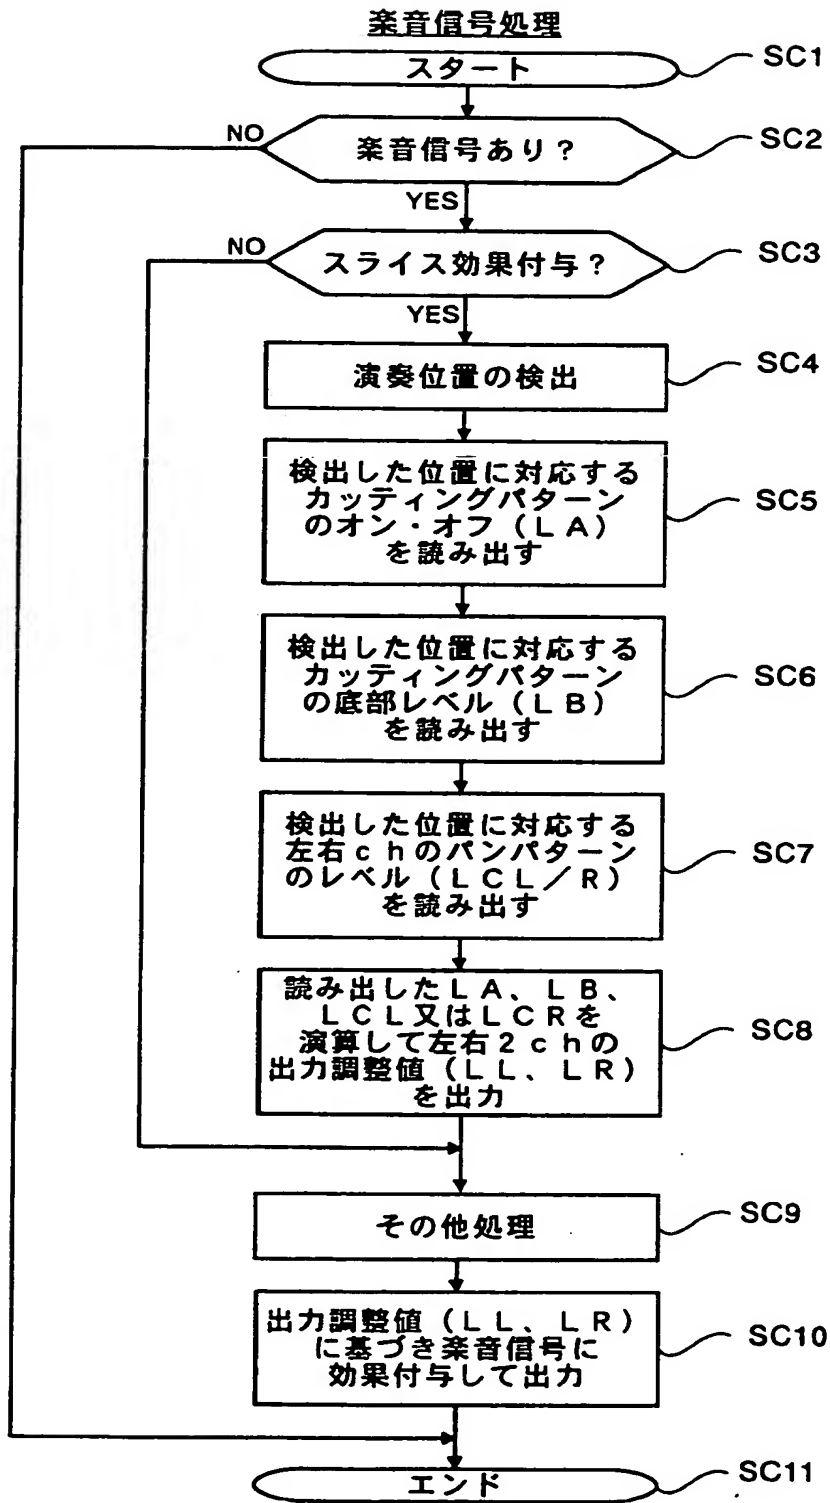 楽音信号処理
スタート
SC1
楽音信号あり?
SC2
NO
YES
スライス効果付与?
SC3
NO
YES
演奏位置の検出
SC4
検出した位置に対応する
カッティングパターン
のオン・オフ(LA)
を読み出す
SC5
検出した位置に対応する
カッティングパターン
の底部レベル(LB)
を読み出す
SC6
検出した位置に対応する
左右chのパンパターン
のレベル(LCL/R)
を読み出す
SC7
読み出したLA、LB、
LCL又はLCRを
演算して左右2chの
出力調整値(LL、LR)
を出力
SC8
その他処理
SC9
出力調整値(LL、LR)
に基づき楽音信号に
効果付与して出力
SC10
エンド
SC11